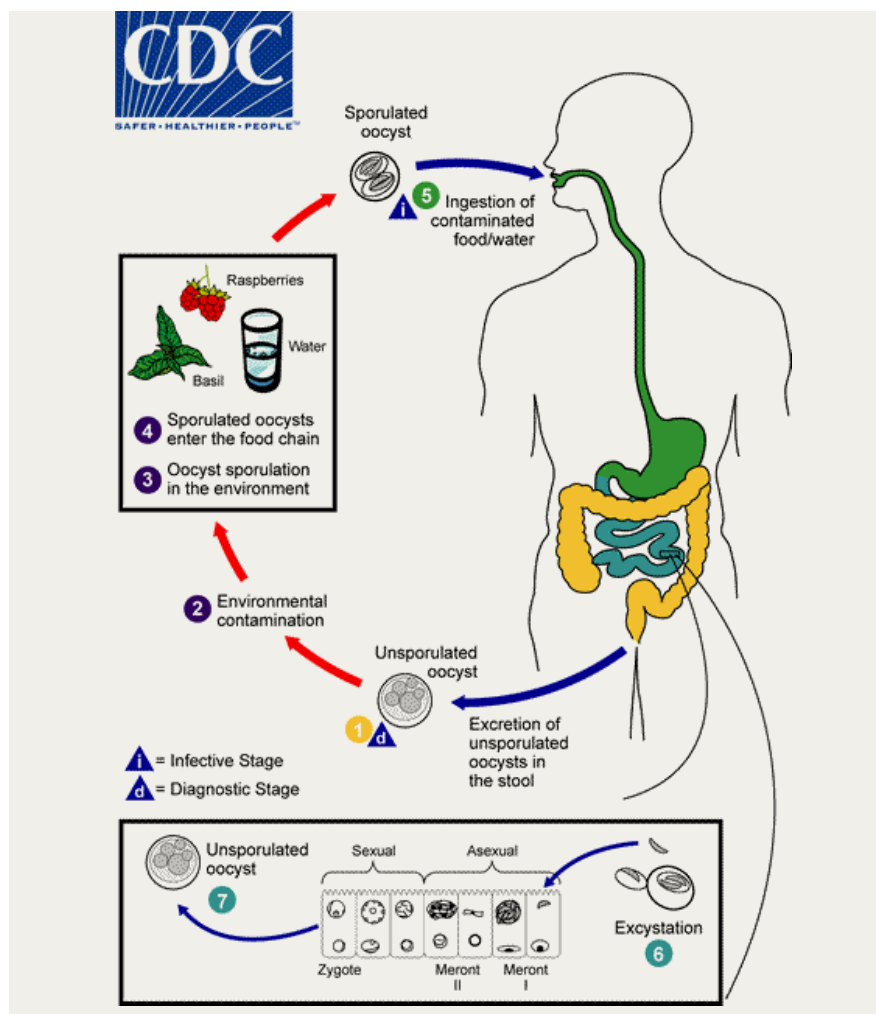 CDC
SAFER•HEALTHIER•PEOPLE™
Sporulated
oocyst
i
5
Ingestion of
contaminated
food/water
Raspberries
Water
Basil
4 Sporulated oocysts
enter the food chain
3 Oocyst sporulation
in the environment
2 Environmental
contamination
Unsporulated
oocyst
1
d
Excretion of
unsporulated
oocysts in
the stool
i = Infective Stage
d = Diagnostic Stage
Unsporulated
oocyst
7
Sexual
Asexual
Zygote
Meront
II
Meront
I
Excystation
6